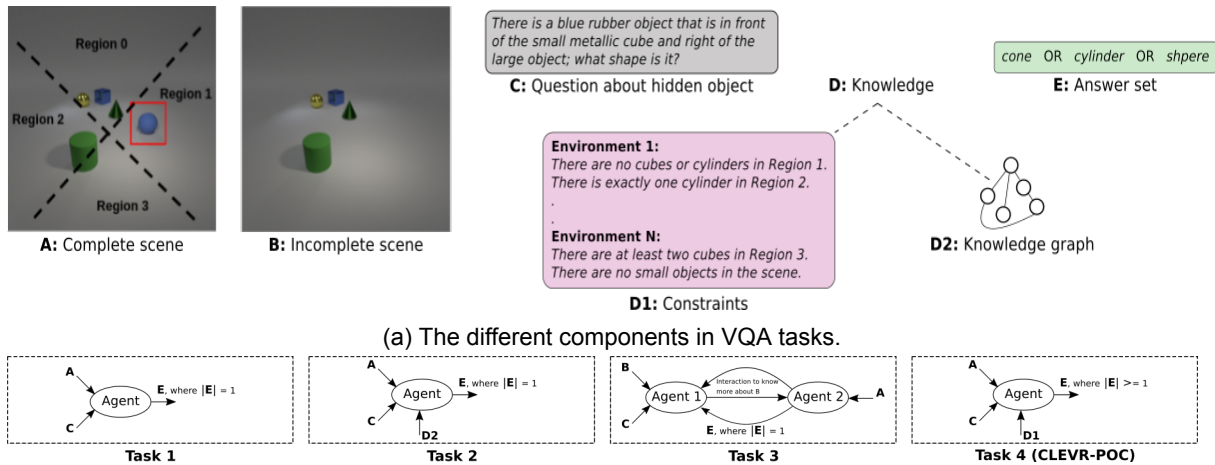 Region 0
Region 1
Region 2
Region 3
A: Complete scene
B: Incomplete scene
There is a blue rubber object that is in front
of the small metallic cube and right of the
large object; what shape is it?
C: Question about hidden object
D: Knowledge
cone OR cylinder OR shpere
E: Answer set
Environment 1:
There are no cubes or cylinders in Region 1.
There is exactly one cylinder in Region 2.
.
.
Environment N:
There are at least two cubes in Region 3.
There are no small objects in the scene.
D1: Constraints
D2: Knowledge graph
(a) The different components in VQA tasks.
A
Agent
C
E, where |E| = 1
Task 1
A
Agent
C
D2
E, where |E| = 1
Task 2
B
Agent 1
C
Interaction to know
more about B
Agent 2
A
E, where |E| = 1
Task 3
A
Agent
C
D1
E, where |E| >= 1
Task 4 (CLEVR-POC)